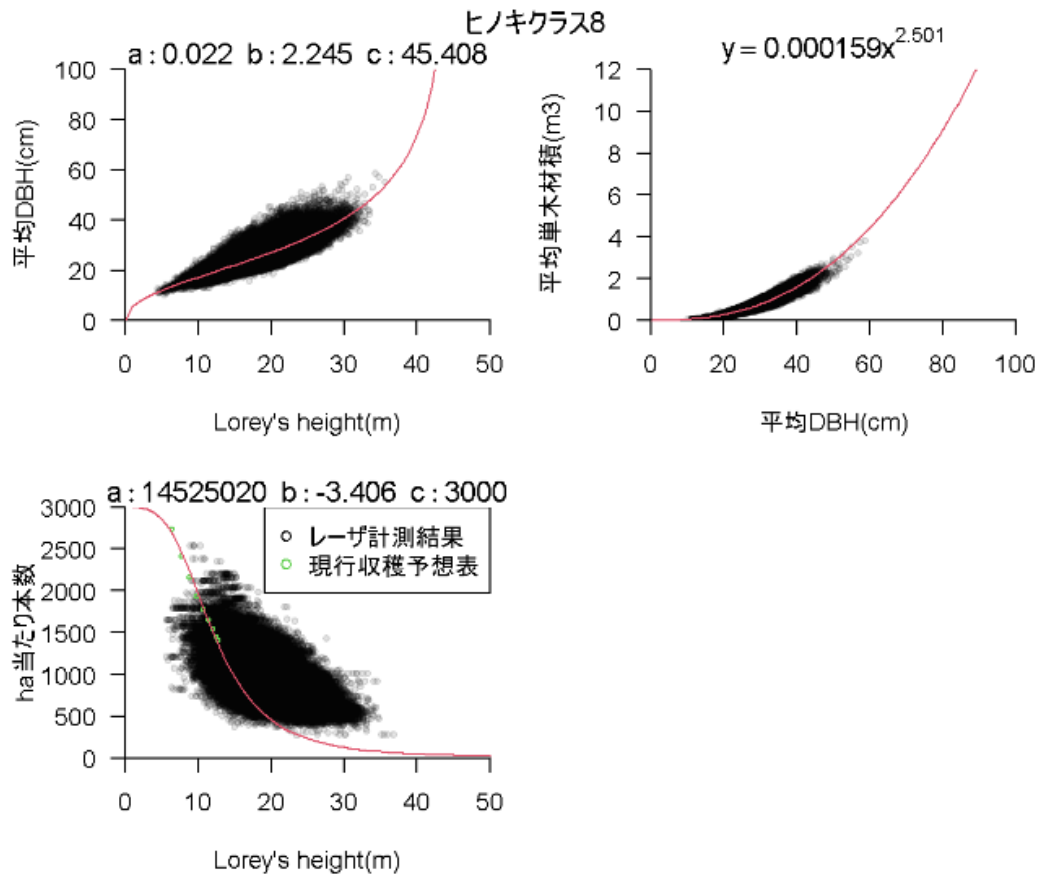 ヒノキクラス8
a : 0.022 b : 2.245 c : 45.408
平均DBH(cm)
100
80
60
40
20
0
0 10 20 30 40 50
Lorey's height(m)
y = 0.000159x^2.501
平均単木材積(m3)
12
10
8
6
4
2
0
0 20 40 60 80 100
平均DBH(cm)
a : 14525020 b : -3.406 c : 3000
ha当たり本数
3000
2500
2000
1500
1000
500
0
レーザ計測結果
現行収穫予想表
0 10 20 30 40 50
Lorey's height(m)